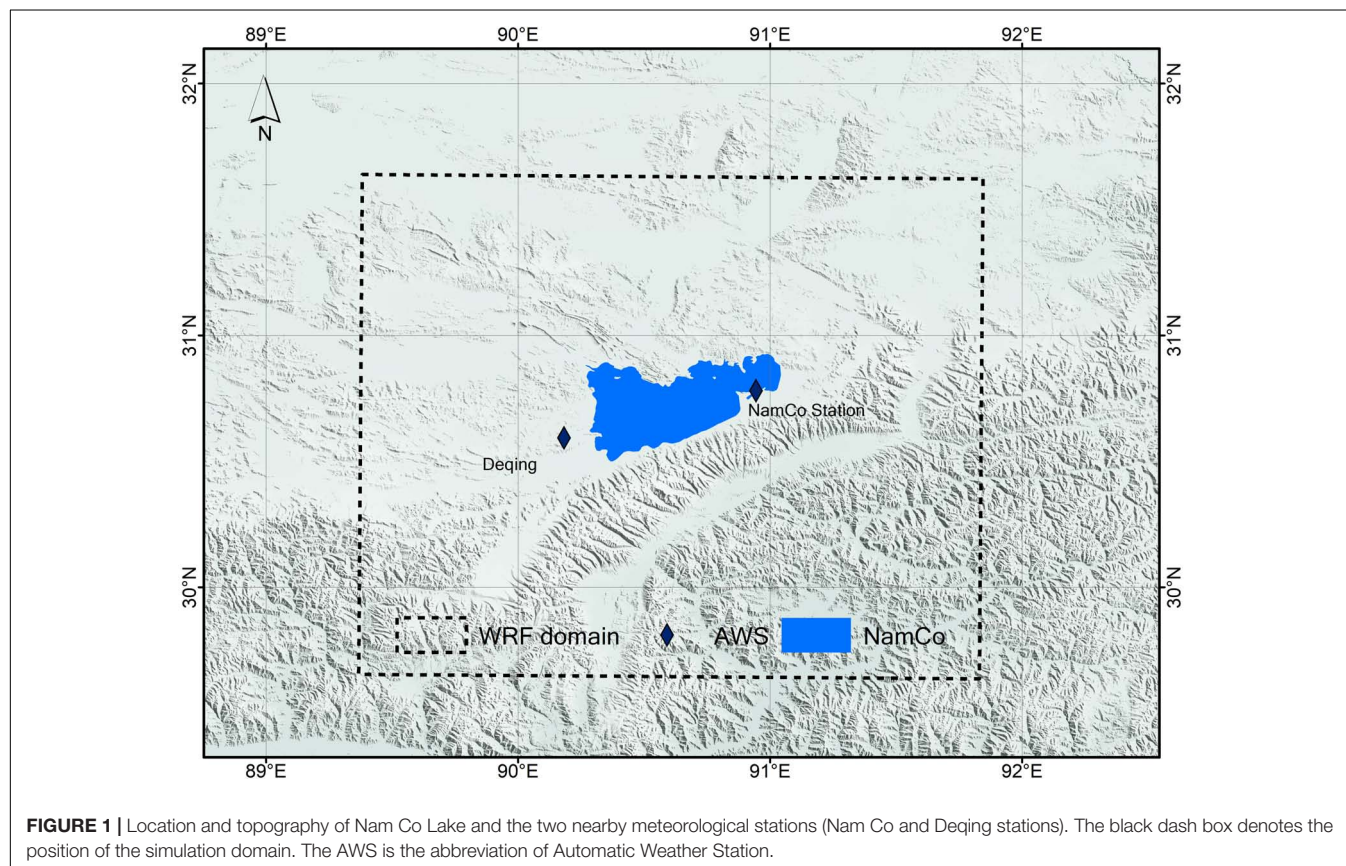 89°E 90°E 91°E 92°E
32°N 32°N
N
31°N 31°N
NamCo Station
Deqing
30°N 30°N
WRF domain AWS NamCo
89°E 90°E 91°E 92°E
FIGURE 1 | Location and topography of Nam Co Lake and the two nearby meteorological stations (Nam Co and Deqing stations). The black dash box denotes the
position of the simulation domain. The AWS is the abbreviation of Automatic Weather Station.